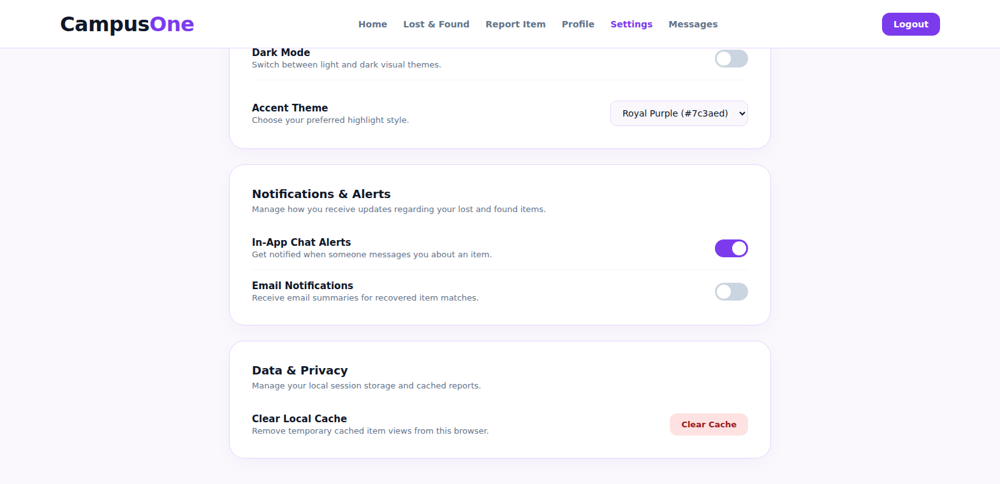 CampusOne
Home Lost & Found Report Item Profile Settings Messages
Logout
Dark Mode
Switch between light and dark visual themes.
Accent Theme
Choose your preferred highlight style.
Royal Purple (#7c3aed)
Notifications & Alerts
Manage how you receive updates regarding your lost and found items.
In-App Chat Alerts
Get notified when someone messages you about an item.
Email Notifications
Receive email summaries for recovered item matches.
Data & Privacy
Manage your local session storage and cached reports.
Clear Local Cache
Remove temporary cached item views from this browser.
Clear Cache